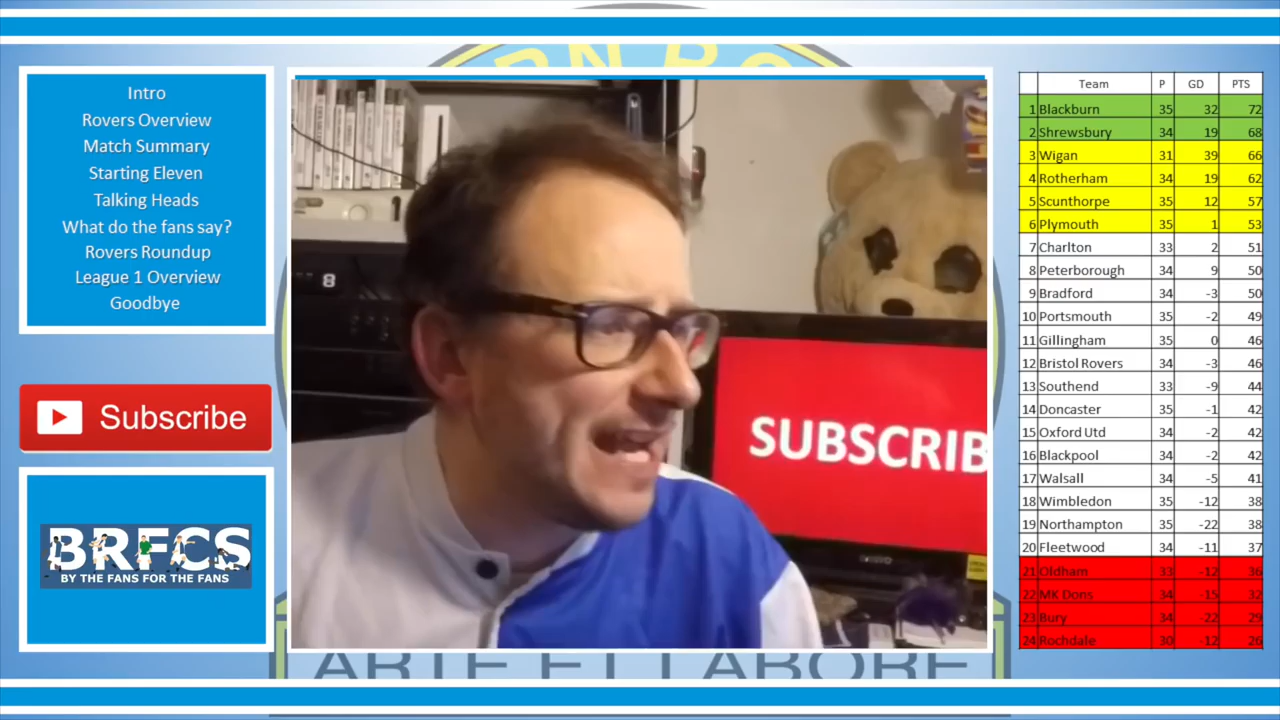 RN RO
Intro
Rovers Overview
Match Summary
Starting Eleven
Talking Heads
What do the fans say?
Rovers Roundup
League 1 Overview
Goodbye
Subscribe
BRFCS
BY THE FANS FOR THE FANS
8
SUBSCRIB
ARTE ET LABORE
Team P GD PTS
1 Blackburn 35 32 72
2 Shrewsbury 34 19 68
3 Wigan 31 39 66
4 Rotherham 34 19 62
5 Scunthorpe 35 12 57
6 Plymouth 35 1 53
7 Charlton 33 2 51
8 Peterborough 34 9 50
9 Bradford 34 -3 50
10 Portsmouth 35 -2 49
11 Gillingham 35 0 46
12 Bristol Rovers 34 -3 46
13 Southend 33 -9 44
14 Doncaster 35 -1 42
15 Oxford Utd 34 -2 42
16 Blackpool 34 -2 42
17 Walsall 34 -5 41
18 Wimbledon 35 -12 38
19 Northampton 35 -22 38
20 Fleetwood 34 -11 37
21 Oldham 33 -12 36
22 MK Dons 34 -15 32
23 Bury 34 -22 29
24 Rochdale 30 -12 26